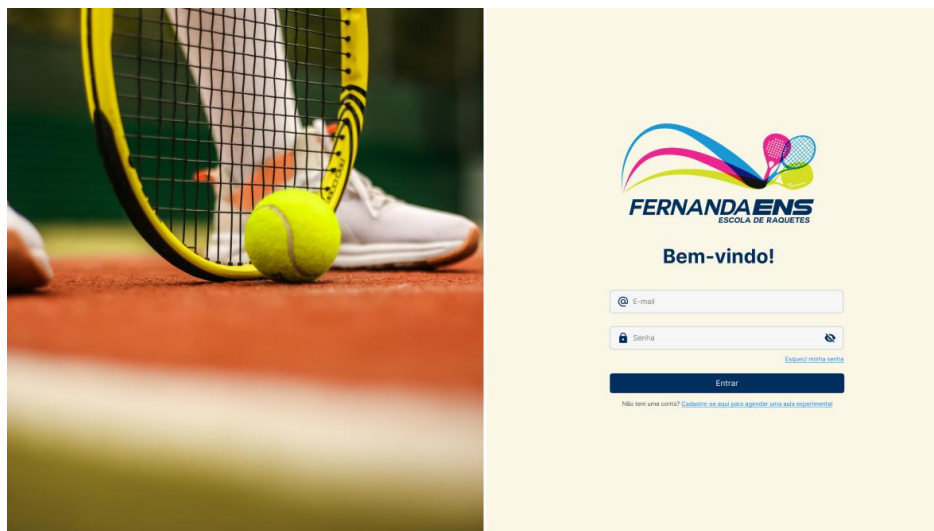 FERNANDAENS
ESCOLA DE RAQUETES
Bem-vindo!
E-mail
Senha
Esqueci minha senha
Entrar
Não tem uma conta? Cadastre-se aqui para agendar uma aula experimental